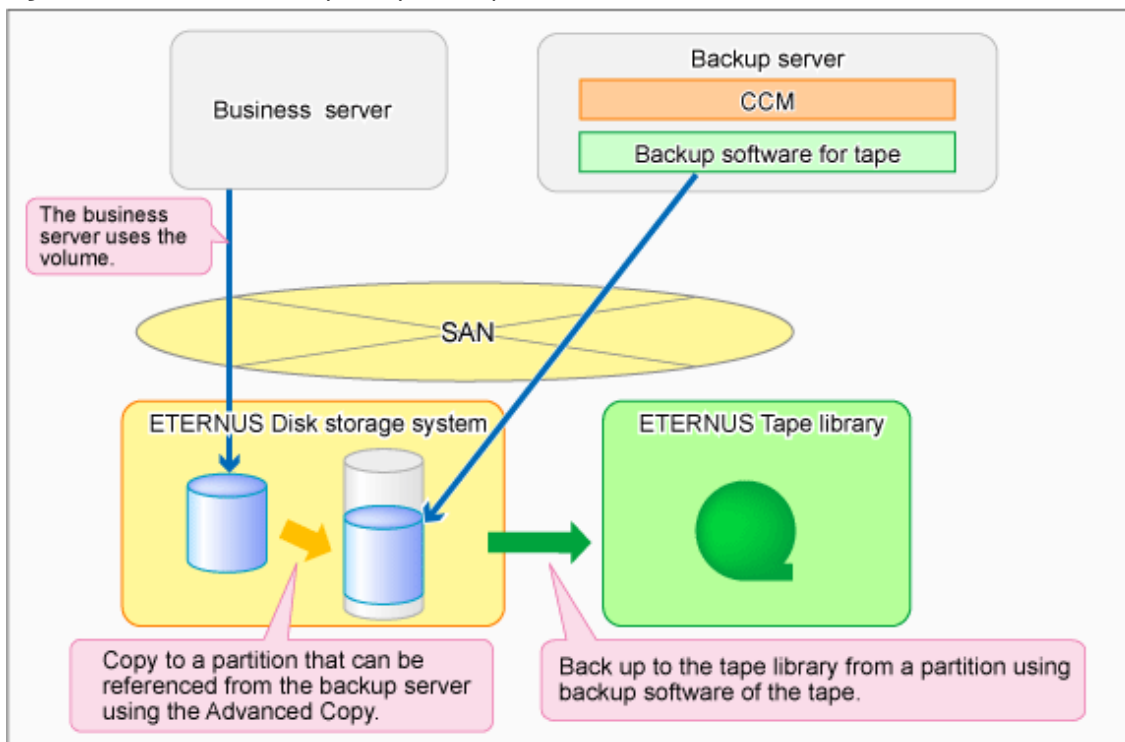 Business server
Backup server
CCM
Backup software for tape
The business
server uses the
volume.
SAN
ETERNUS Disk storage system
ETERNUS Tape library
Copy to a partition that can be
referenced from the backup server
using the Advanced Copy.
Back up to the tape library from a partition using
backup software of the tape.